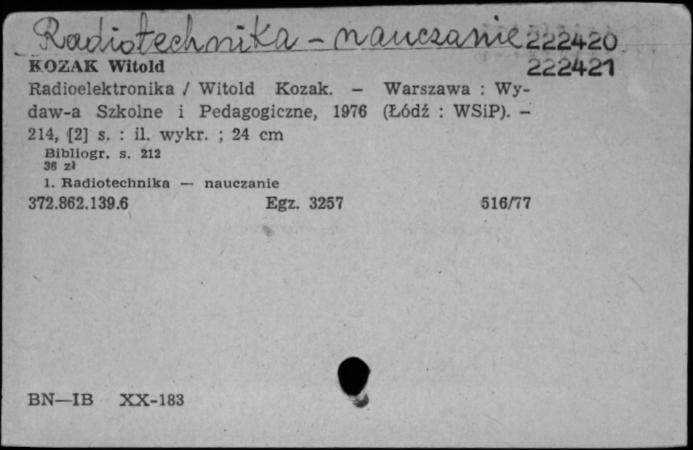 Radiotechnika – nauczanie 222420
KOZAK Witold 222421
Radioelektronika / Witold Kozak. — Warszawa : Wy-
daw-a Szkolne i Pedagogiczne, 1976 (Łódź : WSiP). —
214, [2] s. : il. wykr. ; 24 cm
Bibliogr. s. 212
36 zł
1. Radiotechnika — nauczanie
372.862.139.6 Egz. 3257 516/77
BN—IB XX-183